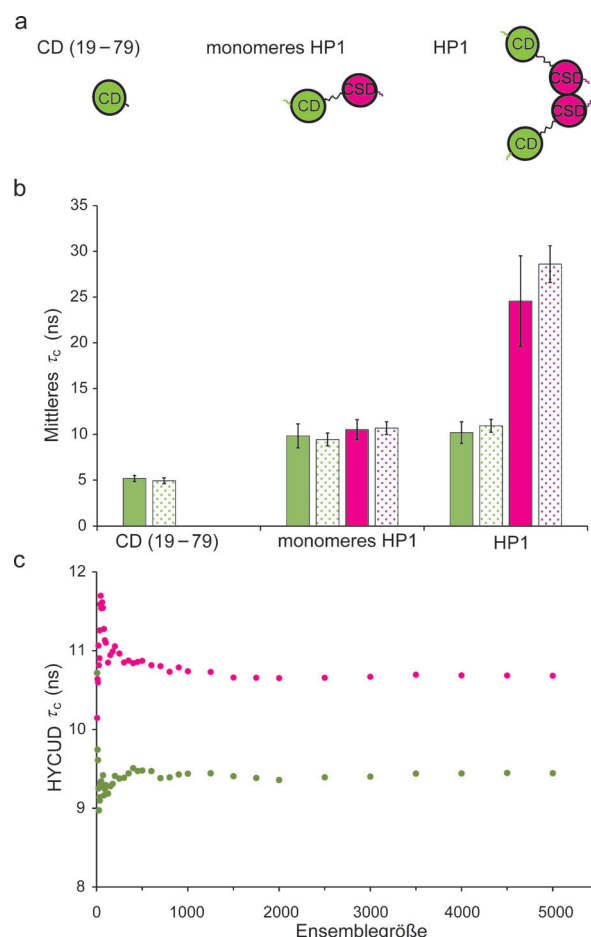 a
CD (19–79) monomeres HP1 HP1
CD
CD CSD
CD
CSD
CSD
CD
b
Mittleres τc (ns)
35
30
25
20
15
10
5
0
CD (19–79) monomeres HP1 HP1
c
HYCUD τc (ns)
12
11
10
9
8
0 1000 2000 3000 4000 5000
Ensemblegröße